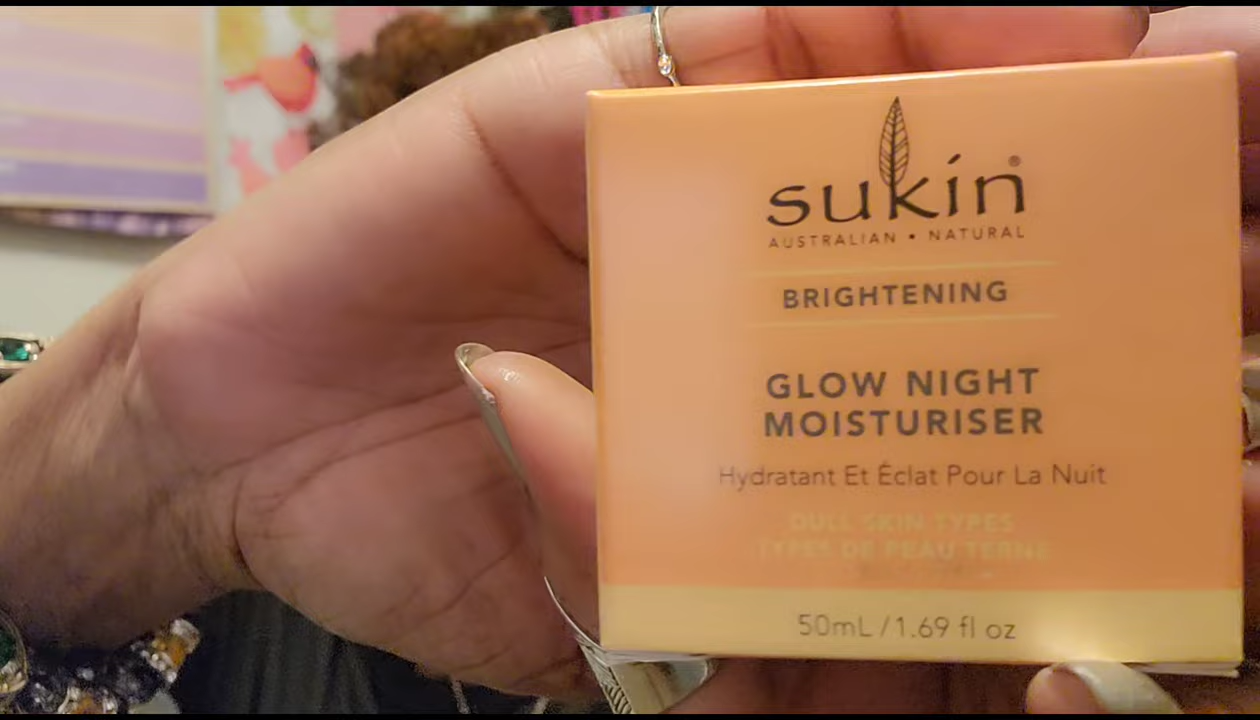 sukin®
AUSTRALIAN • NATURAL
BRIGHTENING
GLOW NIGHT
MOISTURISER
Hydratant Et Éclat Pour La Nuit
DULL SKIN TYPES
TYPES DE PEAU TERNE
50mL / 1.69 fl oz